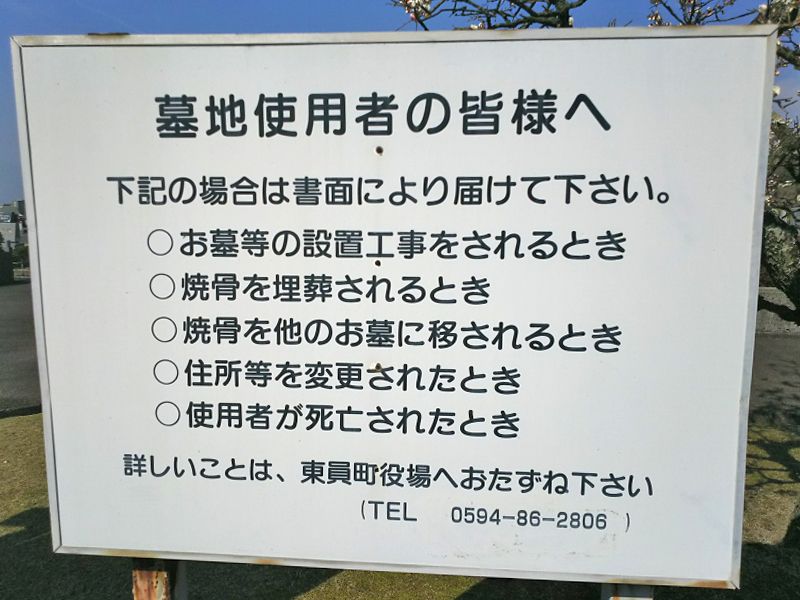 墓地使用者の皆様へ
下記の場合は書面により届けて下さい。
○お墓等の設置工事をされるとき
○焼骨を埋葬されるとき
○焼骨を他のお墓に移されるとき
○住所等を変更されたとき
○使用者が死亡されたとき
詳しいことは、東員町役場へおたずね下さい
(TEL 0594-86-2806 )